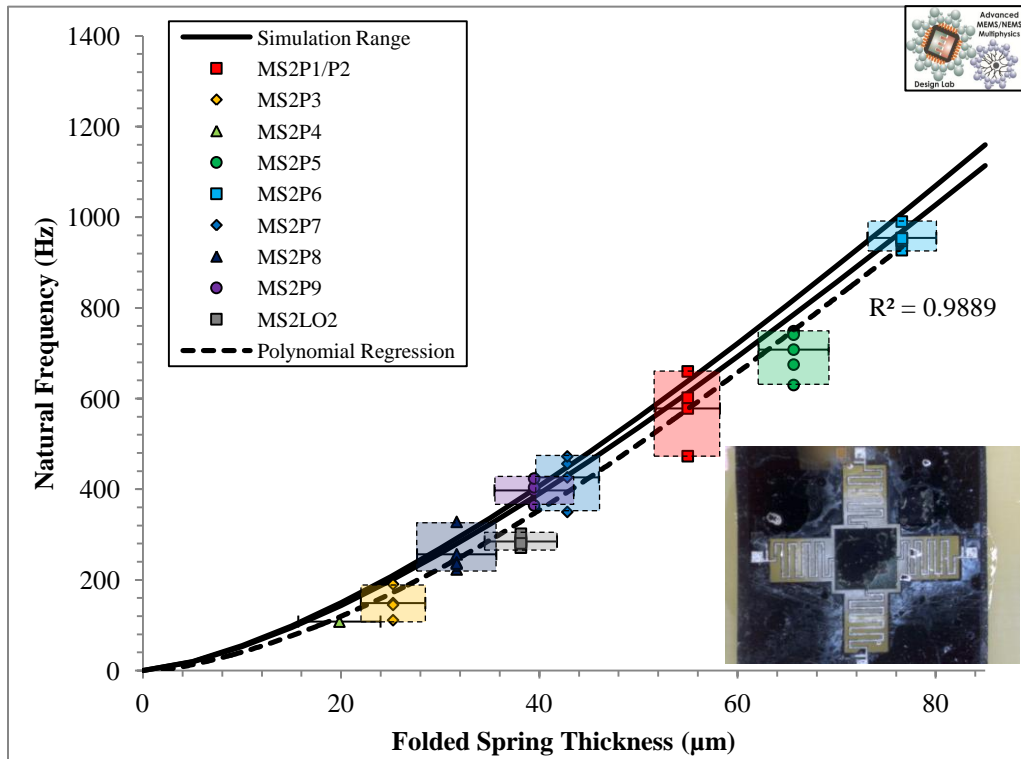 Advanced
MEMS/NEMS
Multiphysics
Design Lab
1400
1200
1000
800
600
400
200
0
Natural Frequency (Hz)
Simulation Range
MS2P1/P2
MS2P3
MS2P4
MS2P5
MS2P6
MS2P7
MS2P8
MS2P9
MS2LO2
Polynomial Regression
R² = 0.9889
0 20 40 60 80
Folded Spring Thickness (µm)